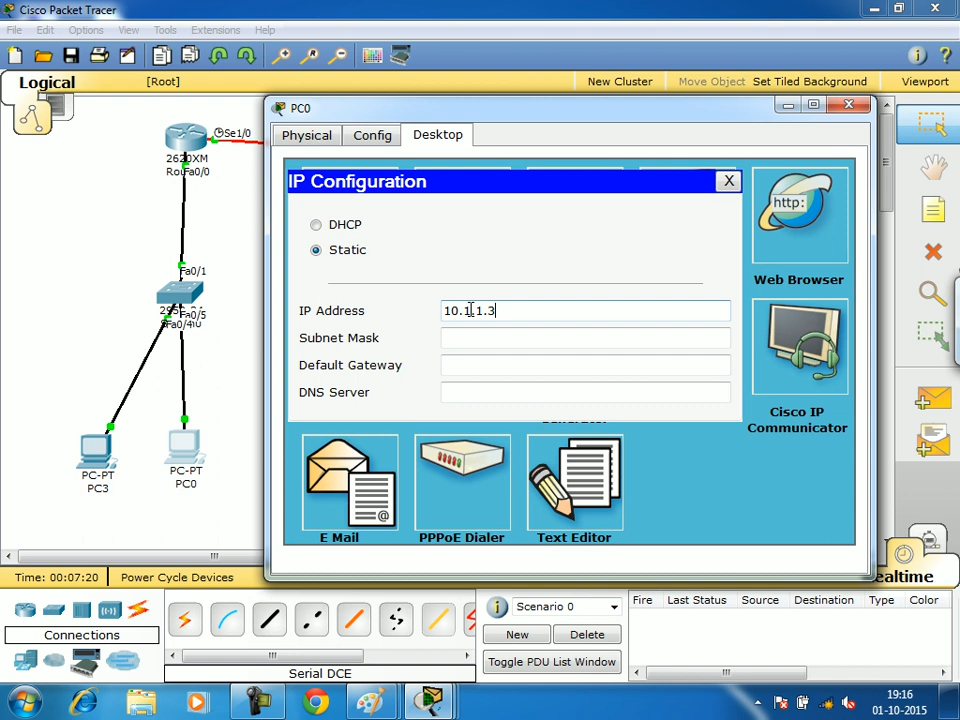 Cisco Packet Tracer
File Edit Options View Tools Extensions Help
Logical [Root] New Cluster Move Object Set Tiled Background Viewport
PC0
Physical Config Desktop
IP Configuration X
DHCP
Static
IP Address 10.1.1.3
Subnet Mask
Default Gateway
DNS Server
http:
Web Browser
Cisco IP
Communicator
E Mail PPPoE Dialer Text Editor
Se1/0
2620XM
Fa0/0
Fa0/1
Fa0/5
PC-PT
PC3
PC-PT
PC0
Time: 00:07:20 Power Cycle Devices
Realtime
Connections
Serial DCE
Scenario 0
New Delete
Toggle PDU List Window
Fire Last Status Source Destination Type Color
19:16
01-10-2015